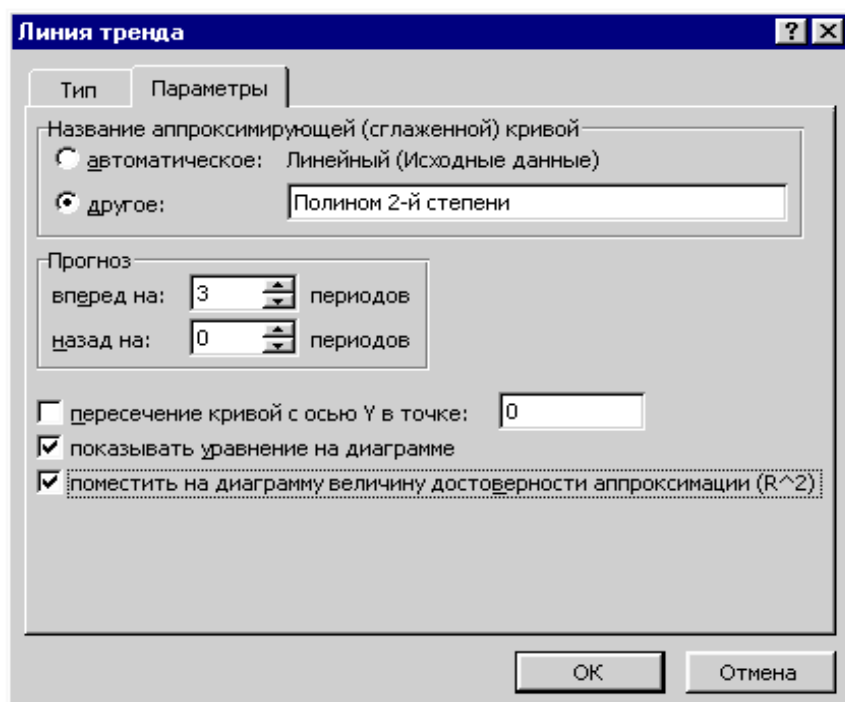 Линия тренда
Тип Параметры
Название аппроксимирующей (сглаженной) кривой
автоматическое: Линейный (Исходные данные)
другое: Полином 2-й степени
Прогноз
вперед на: 3 периодов
назад на: 0 периодов
пересечение кривой с осью Y в точке: 0
показывать уравнение на диаграмме
поместить на диаграмму величину достоверности аппроксимации (R^2)
OK Отмена